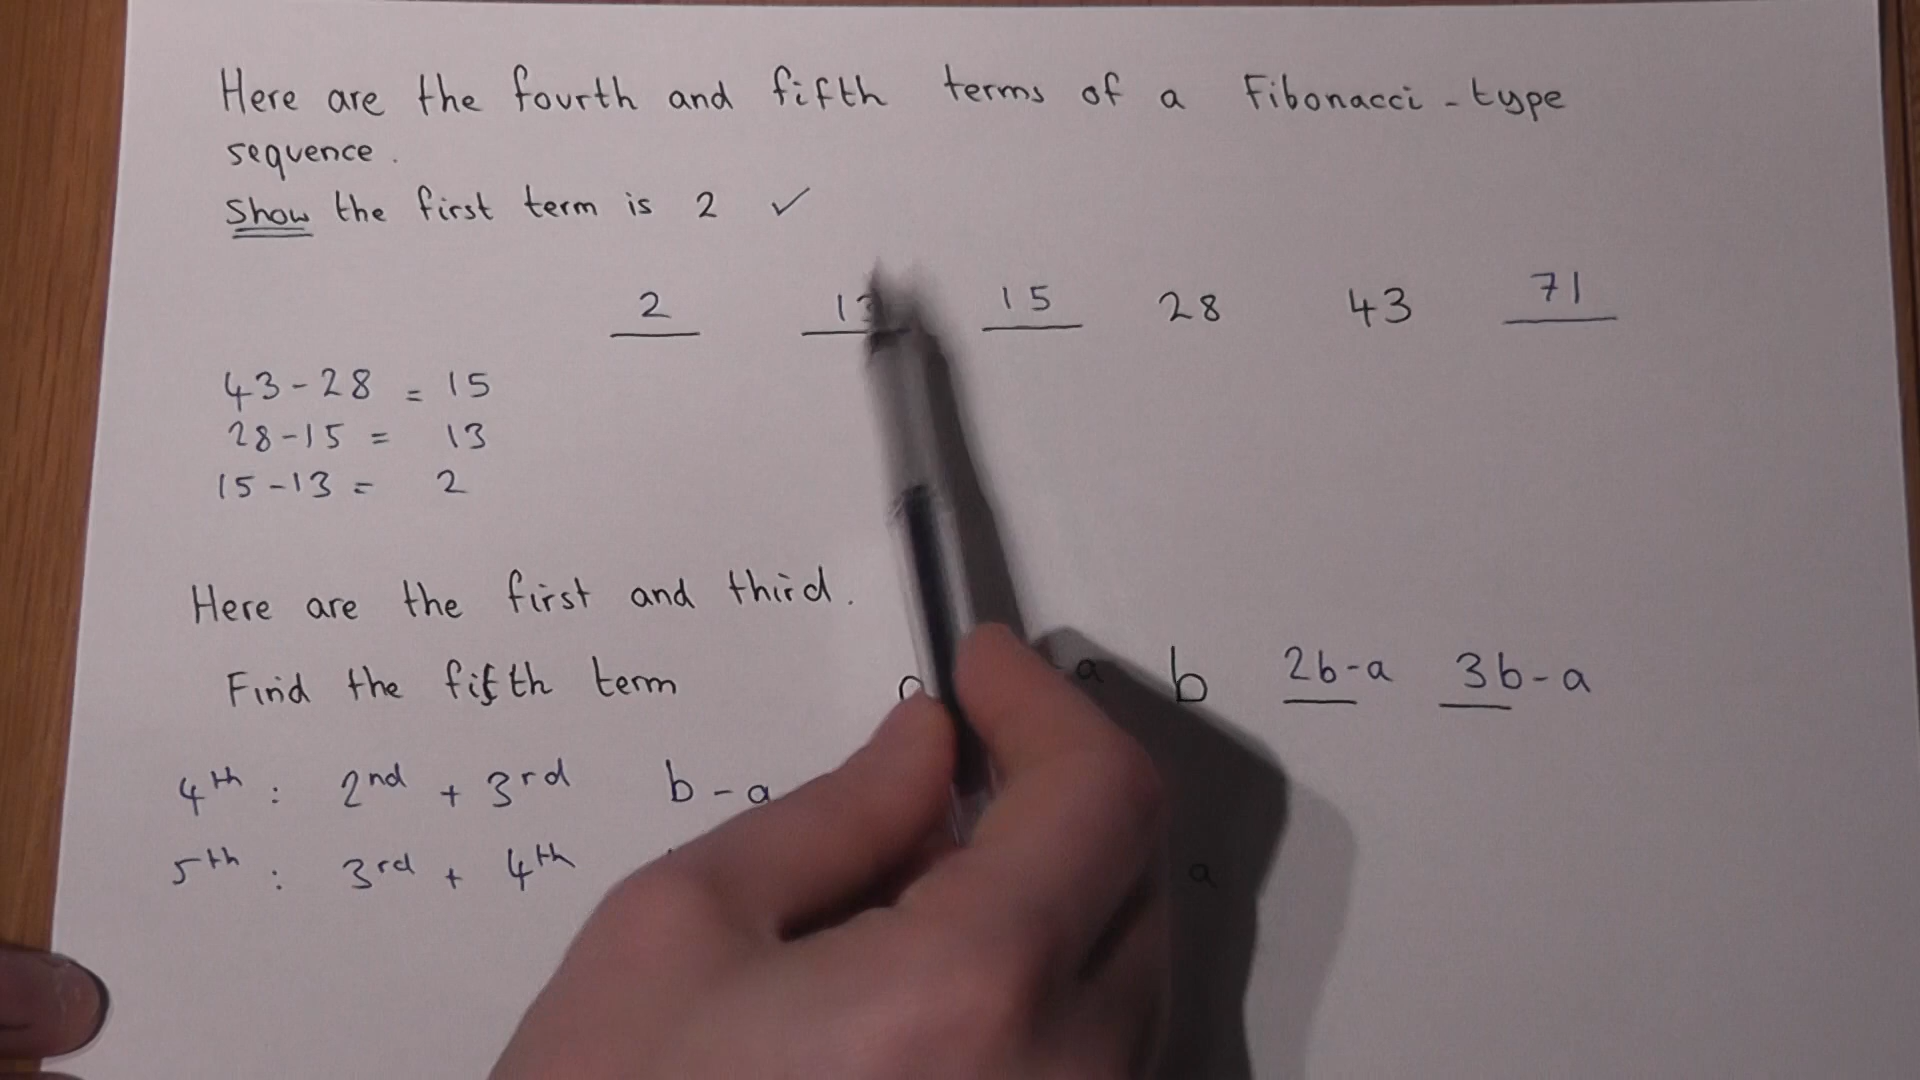 Here are the fourth and fifth terms of a Fibonacci-type
sequence.
Show the first term is 2 ✓
2 13 15 28 43 71
43-28 = 15
28-15 = 13
15-13 = 2
Here are the first and third.
Find the fifth term
a b 2b-a 3b-a
4th : 2nd + 3rd b-a
5th : 3rd + 4th a